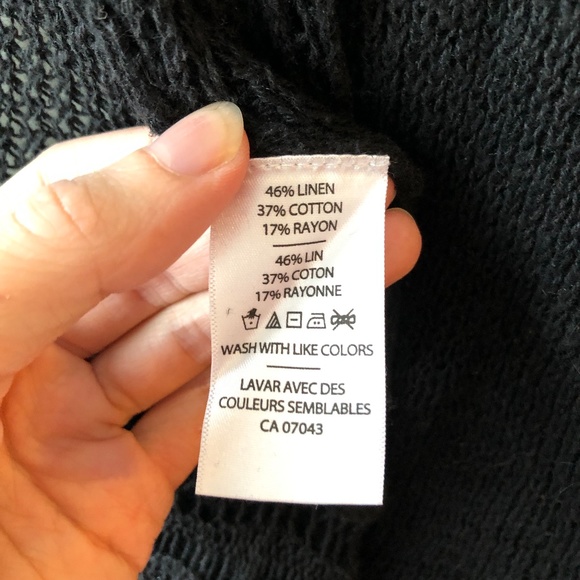 46% LINEN
37% COTTON
17% RAYON
46% LIN
37% COTON
17% RAYONNE
WASH WITH LIKE COLORS
LAVAR AVEC DES
COULEURS SEMBLABLES
CA 07043